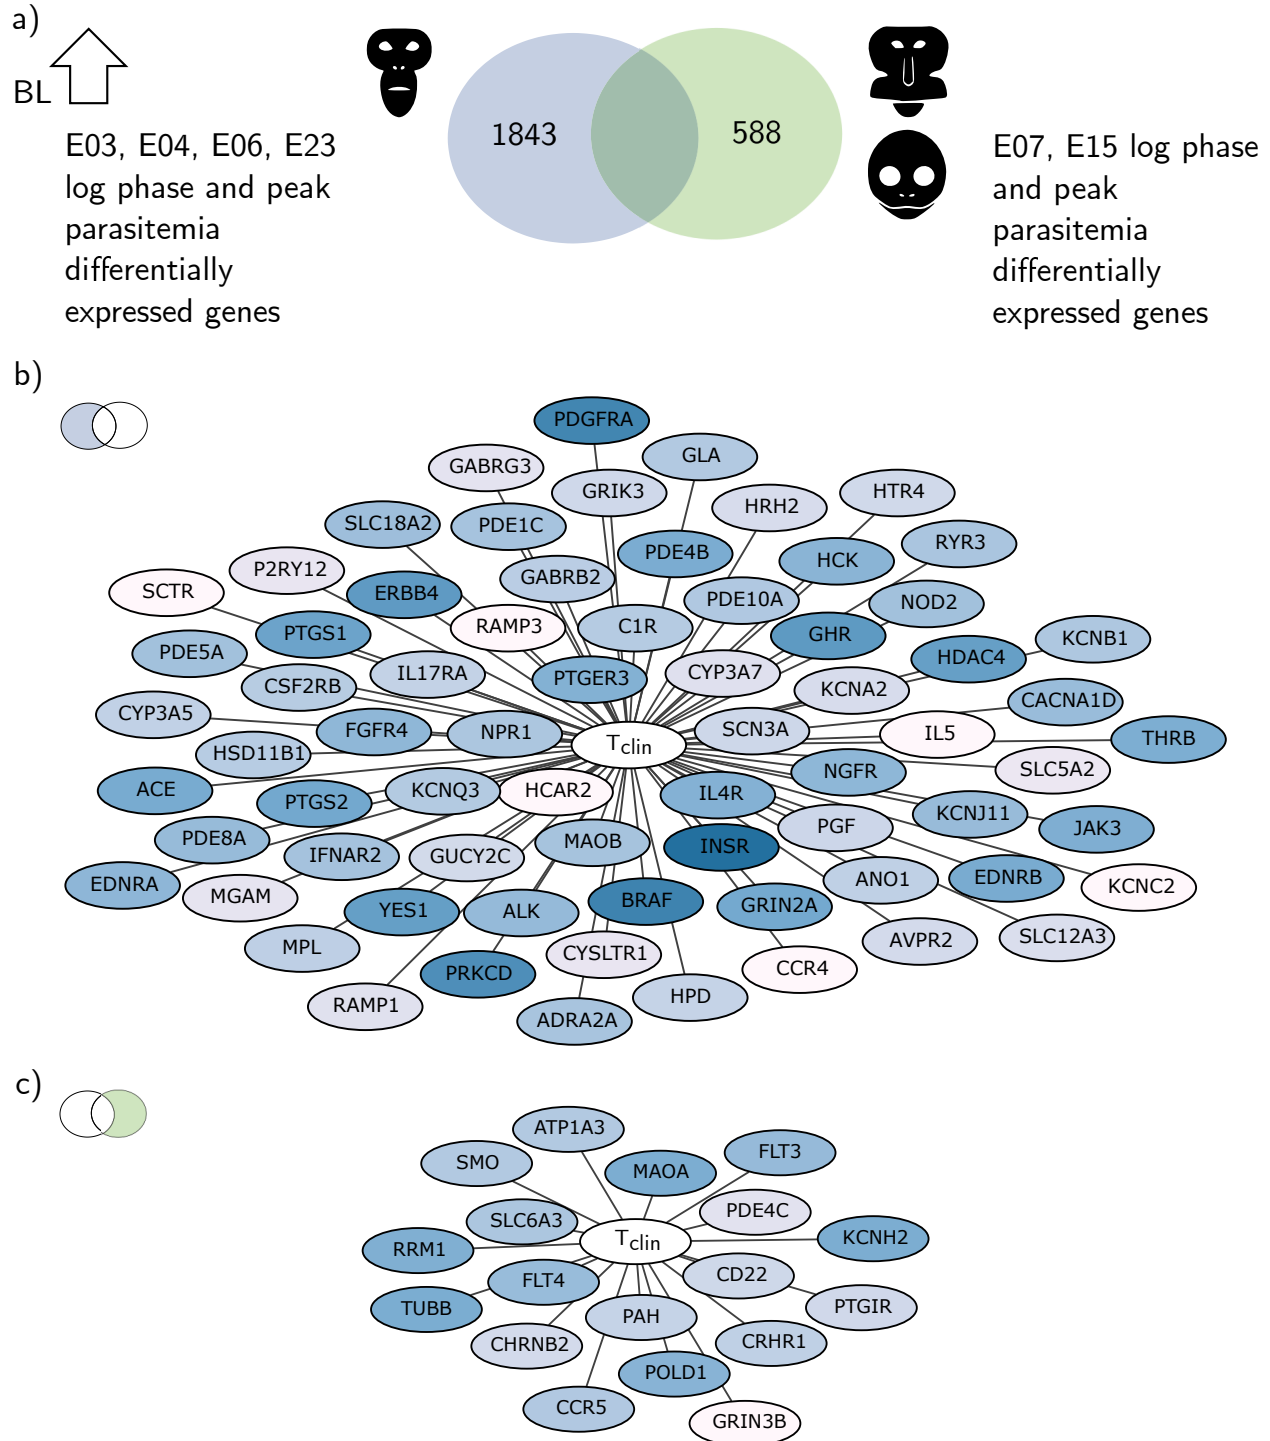 a)
BL
1843
588
E03, E04, E06, E23
log phase and peak
parasitemia
differentially
expressed genes
E07, E15 log phase
and peak
parasitemia
differentially
expressed genes
b)
PDGFRA
GLA
GABRG3
GRIK3
HRH2
HTR4
SLC18A2
PDE1C
PDE4B
HCK
RYR3
P2RY12
SCTR
ERBB4
GABRB2
PDE10A
NOD2
PTGS1
RAMP3
C1R
GHR
KCNB1
PDE5A
IL17RA
PTGER3
CYP3A7
HDAC4
CSF2RB
KCNA2
CACNA1D
CYP3A5
FGFR4
NPR1
Tclin
SCN3A
IL5
THRB
HSD11B1
NGFR
SLC5A2
ACE
PTGS2
KCNQ3
HCAR2
IL4R
KCNJ11
JAK3
PDE8A
IFNAR2
GUCY2C
MAOB
INSR
PGF
EDNRA
MGAM
ANO1
EDNRB
KCNC2
YES1
ALK
BRAF
GRIN2A
MPL
CYSLTR1
AVPR2
SLC12A3
PRKCD
CCR4
RAMP1
ADRA2A
HPD
c)
ATP1A3
SMO
MAOA
FLT3
SLC6A3
PDE4C
RRM1
Tclin
KCNH2
TUBB
FLT4
CD22
PTGIR
CHRNB2
PAH
CRHR1
POLD1
CCR5
GRIN3B